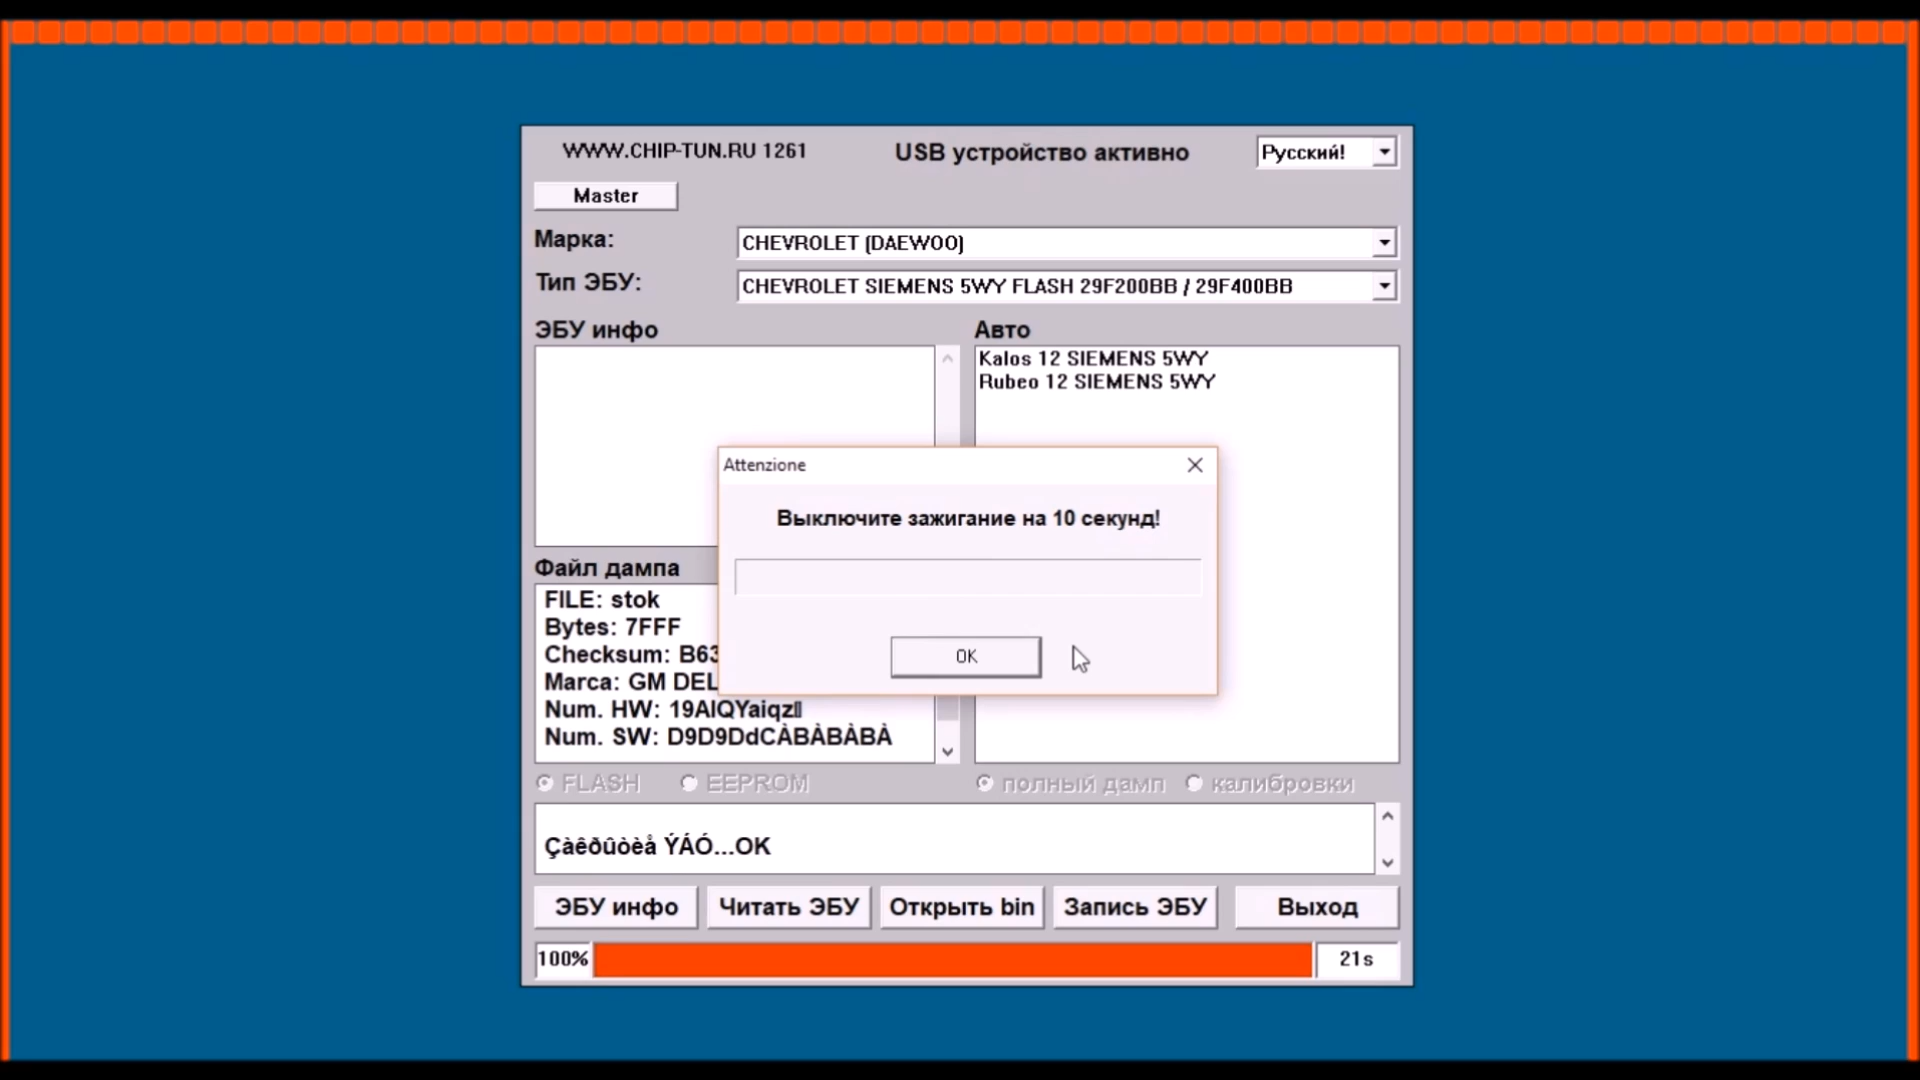 WWW.CHIP-TUN.RU 1261
USB устройство активно
Русский!
Master
Марка:
CHEVROLET (DAEWOO)
Тип ЭБУ:
CHEVROLET SIEMENS 5WY FLASH 29F200BB / 29F400BB
ЭБУ инфо
Авто
Kalos 12 SIEMENS 5WY
Rubeo 12 SIEMENS 5WY
Attenzione
Выключите зажигание на 10 секунд!
OK
Файл дампа
FILE: stok
Bytes: 7FFF
Checksum: B63
Marca: GM DEL
Num. HW: 19AIQYaiqz
Num. SW: D9D9DdCÀBÀBÀBÀ
FLASH
EEPROM
полный дамп
калибровки
Çàêðûòèå ÝÁÓ...OK
ЭБУ инфо
Читать ЭБУ
Открыть bin
Запись ЭБУ
Выход
100%
21s